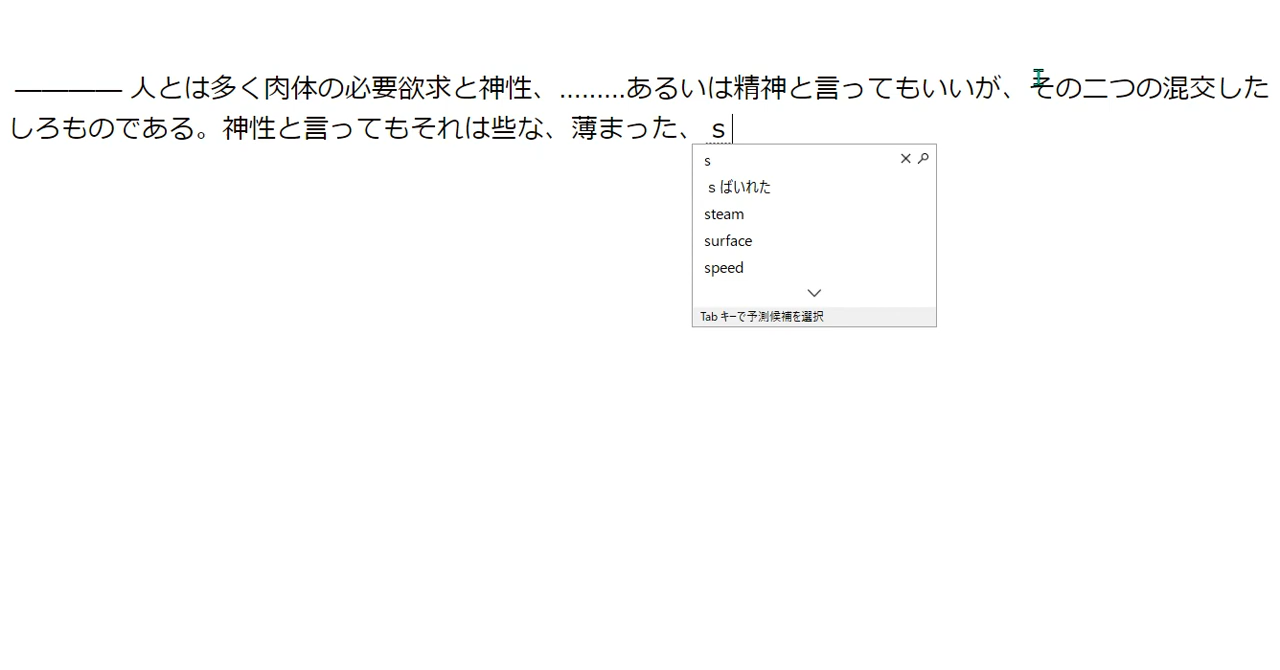 ――――人とは多く肉体の必要欲求と神性、………あるいは精神と言ってもいいが、その二つの混交した
しろものである。神性と言ってもそれは些な、薄まった、ｓ
s
ｓばいれた
steam
surface
speed
Tab キーで予測候補を選択